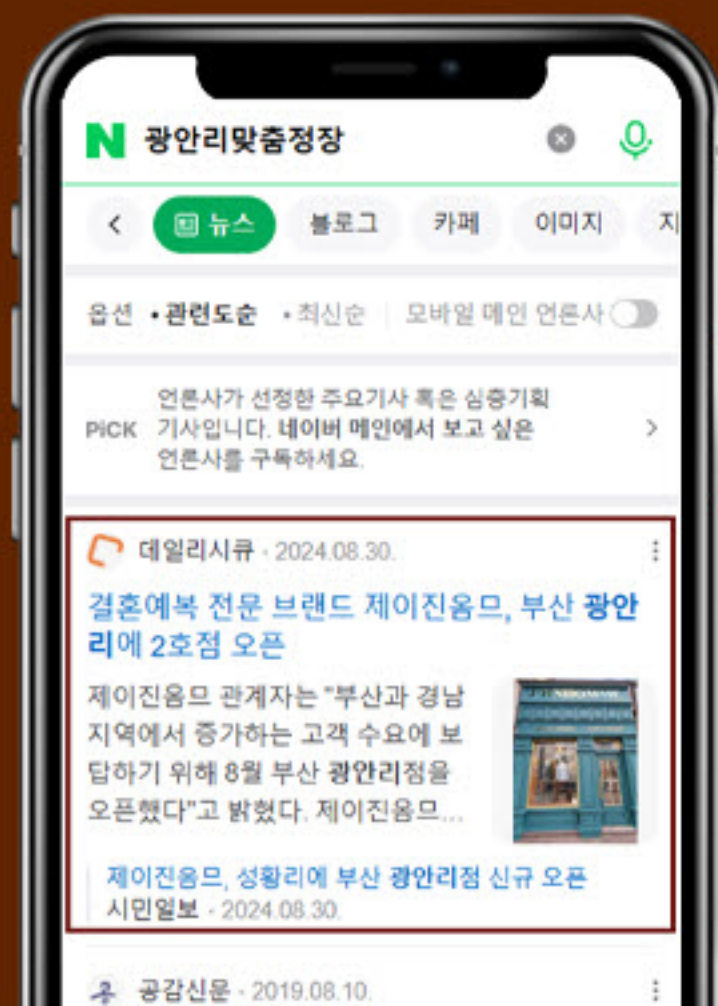 N 광안리맞춤정장
뉴스 블로그 카페 이미지 지
옵션 • 관련도순 • 최신순 모바일 메인 언론사
언론사가 선정한 주요기사 혹은 심층기획
PiCK 기사입니다. 네이버 메인에서 보고 싶은
언론사를 구독하세요.
데일리시큐 · 2024.08.30.
결혼예복 전문 브랜드 제이진옴므, 부산 광안
리에 2호점 오픈
제이진옴므 관계자는 "부산과 경남
지역에서 증가하는 고객 수요에 보
답하기 위해 8월 부산 광안리점을
오픈했다"고 밝혔다. 제이진옴므...
제이진옴므, 성황리에 부산 광안리점 신규 오픈
시민일보 · 2024.08.30.
공감신문 · 2019.08.10.